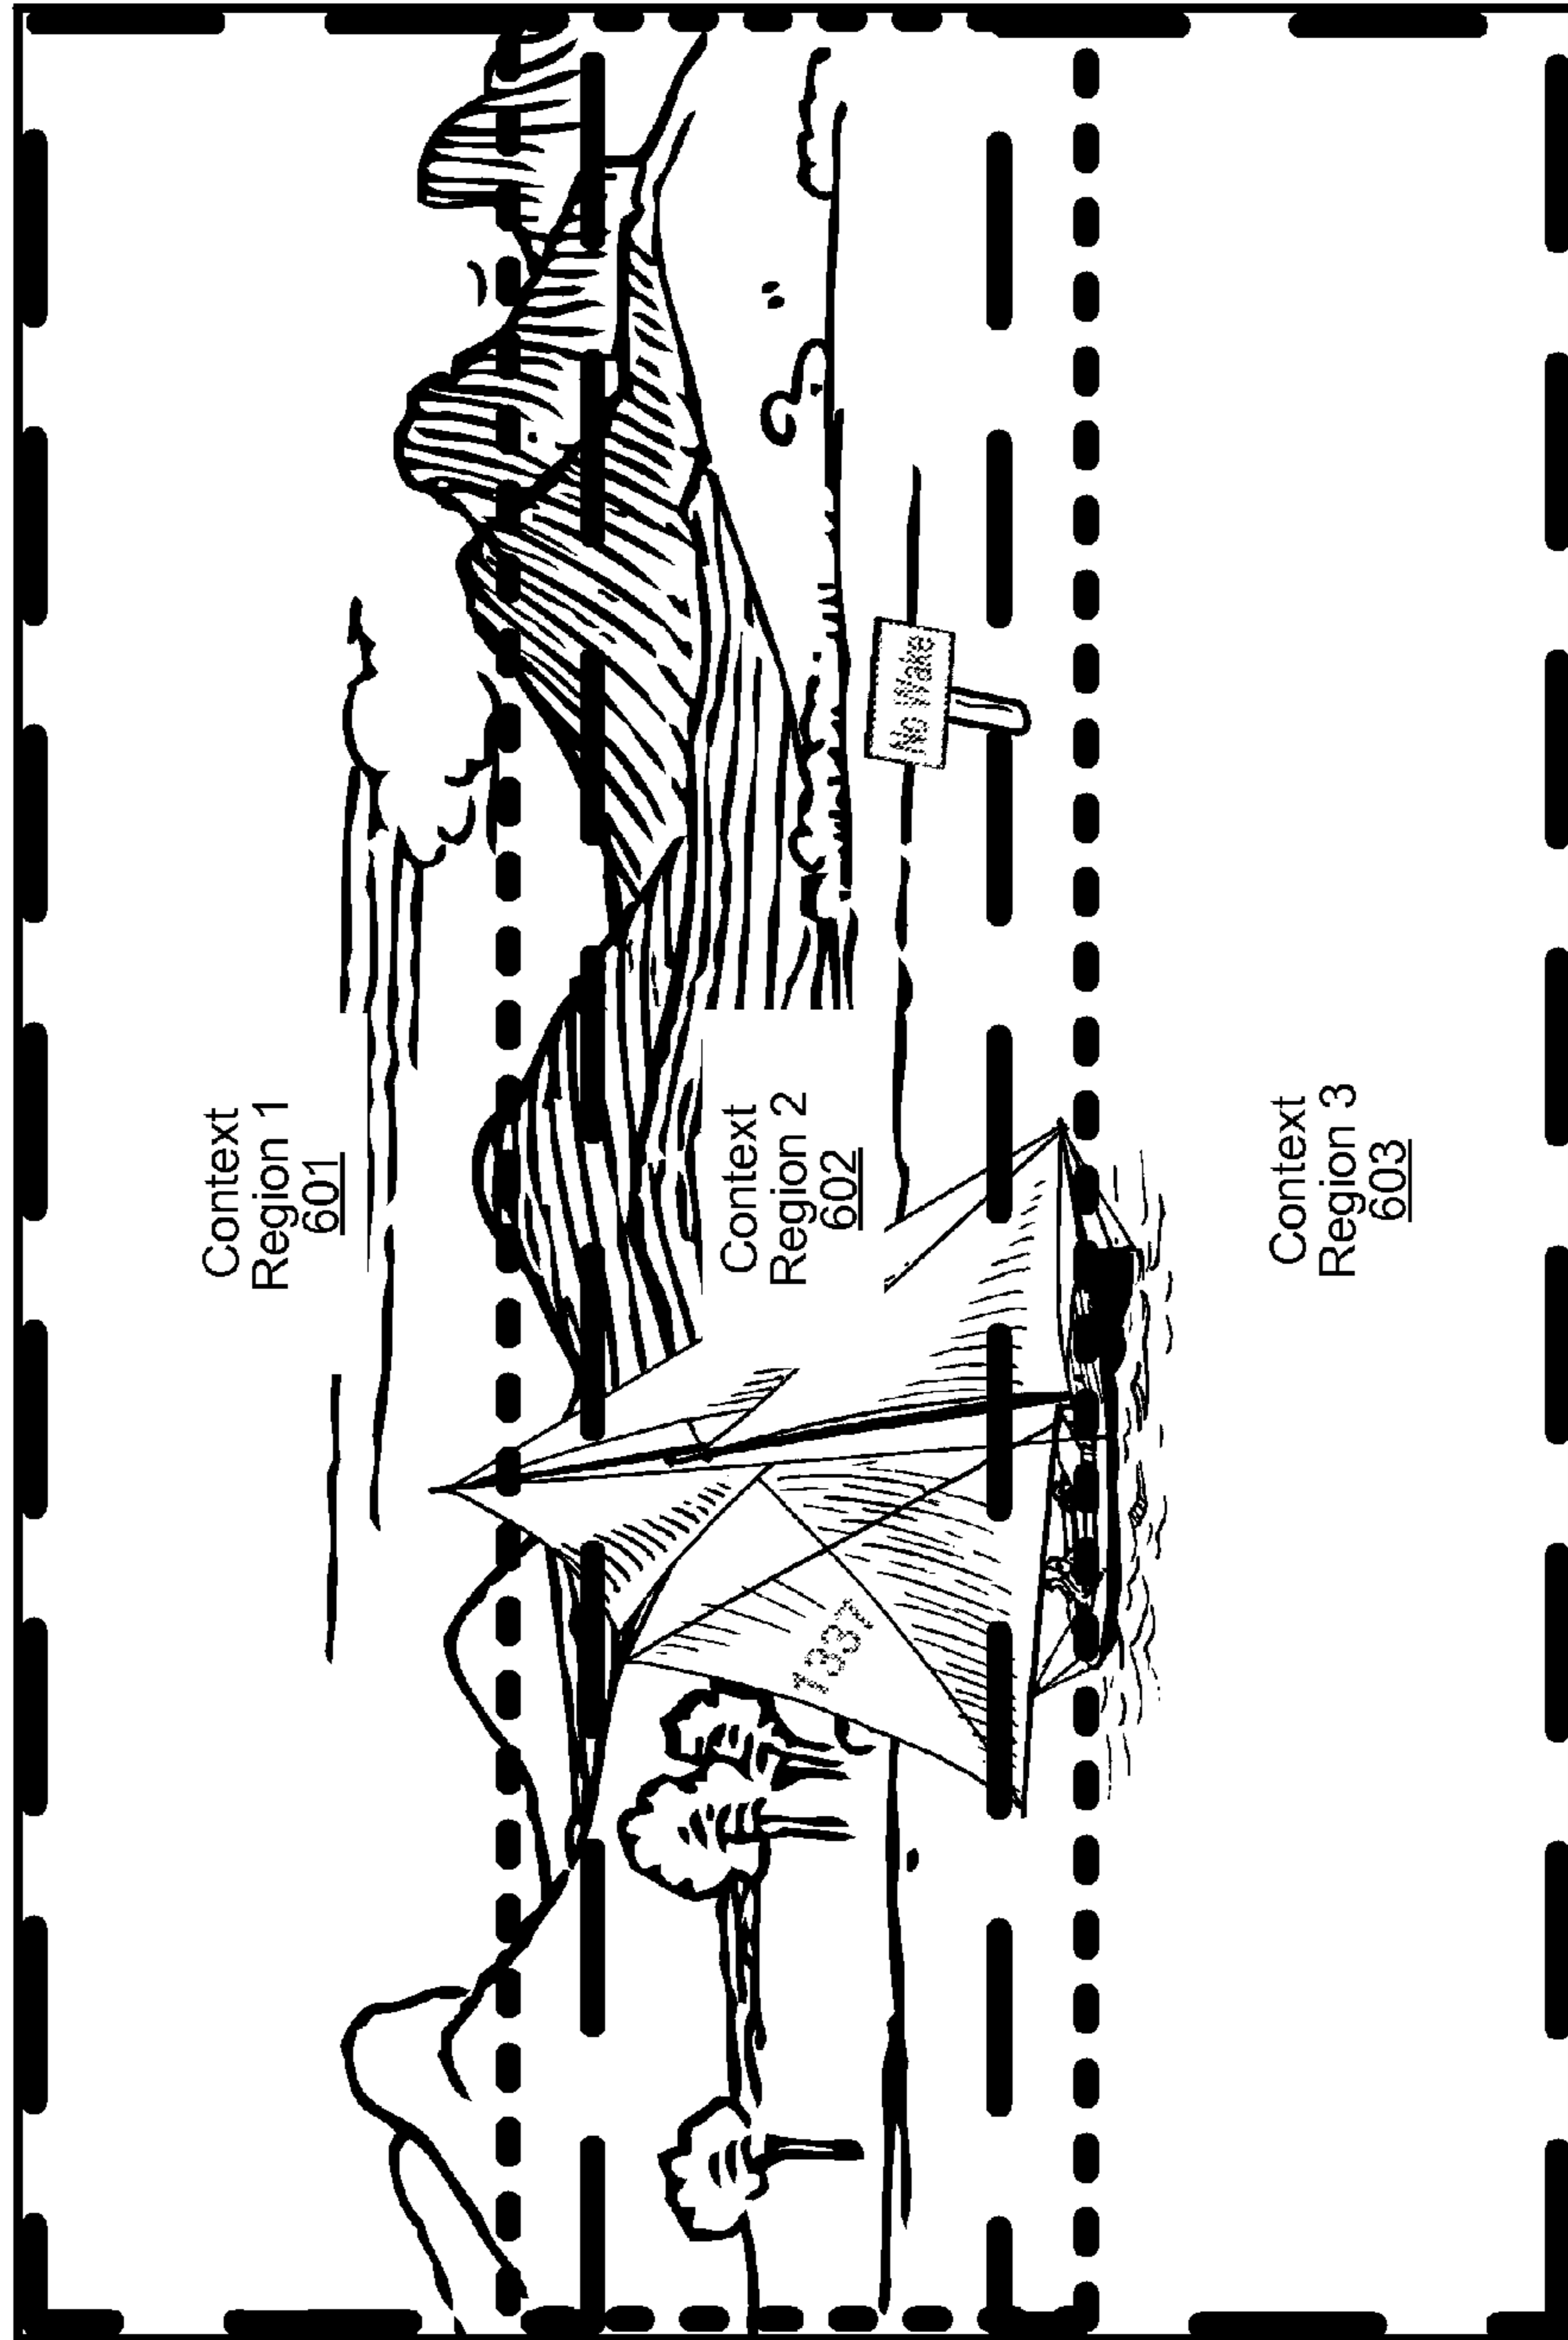 Context
Region 1
601
Context
Region 2
602
No Wake
1337
Context
Region 3
603